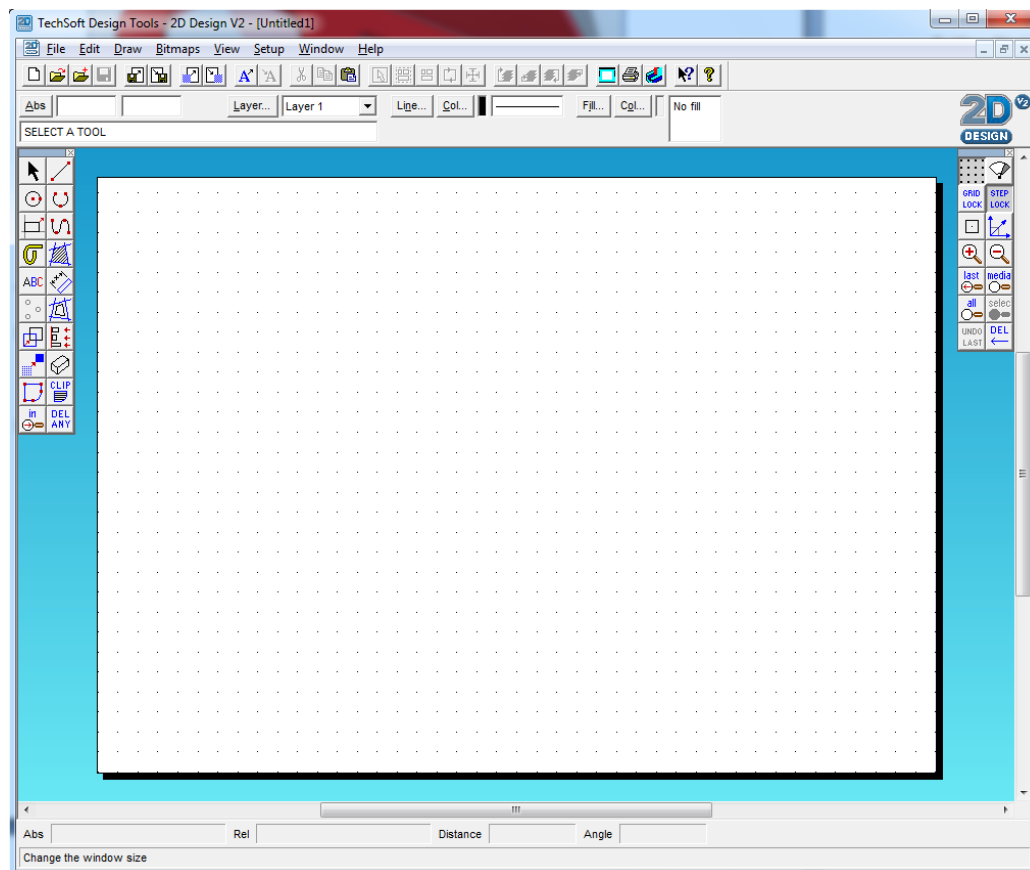 TechSoft Design Tools - 2D Design V2 - [Untitled1]
File Edit Draw Bitmaps View Setup Window Help
Abs Layer... Layer 1 Line... Col... Fill... Col... No fill
SELECT A TOOL
2D V2
DESIGN
GRID LOCK
STEP LOCK
ABC
last
media
all
selec
UNDO LAST
DEL
CLIP
in
DEL ANY
Abs Rel Distance Angle
Change the window size